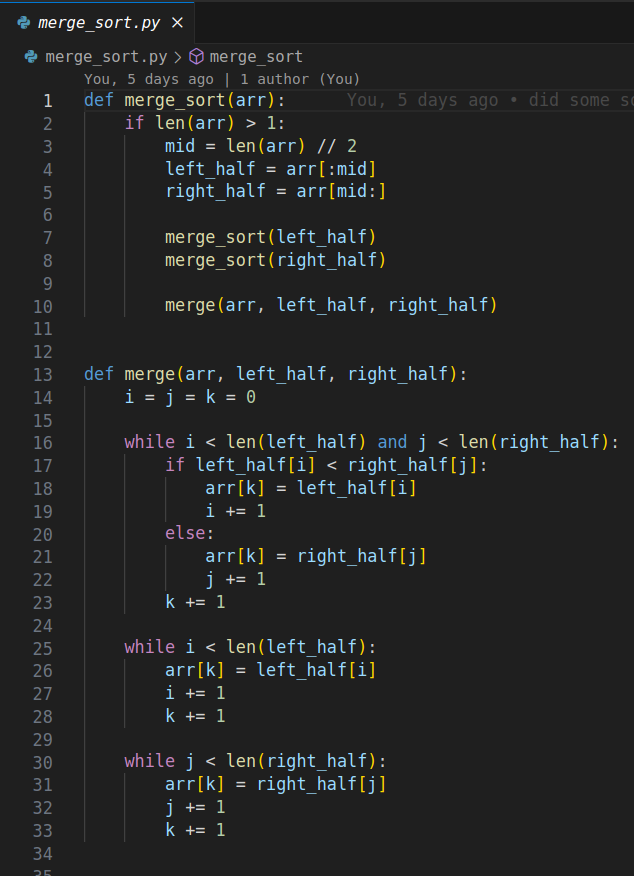 merge_sort.py ×
merge_sort.py > merge_sort
You, 5 days ago | 1 author (You)
1 def merge_sort(arr): You, 5 days ago • did some
2     if len(arr) > 1:
3         mid = len(arr) // 2
4         left_half = arr[:mid]
5         right_half = arr[mid:]
6
7         merge_sort(left_half)
8         merge_sort(right_half)
9
10         merge(arr, left_half, right_half)
11
12
13 def merge(arr, left_half, right_half):
14     i = j = k = 0
15
16     while i < len(left_half) and j < len(right_half):
17         if left_half[i] < right_half[j]:
18             arr[k] = left_half[i]
19             i += 1
20         else:
21             arr[k] = right_half[j]
22             j += 1
23         k += 1
24
25     while i < len(left_half):
26         arr[k] = left_half[i]
27         i += 1
28         k += 1
29
30     while j < len(right_half):
31         arr[k] = right_half[j]
32         j += 1
33         k += 1
34
35